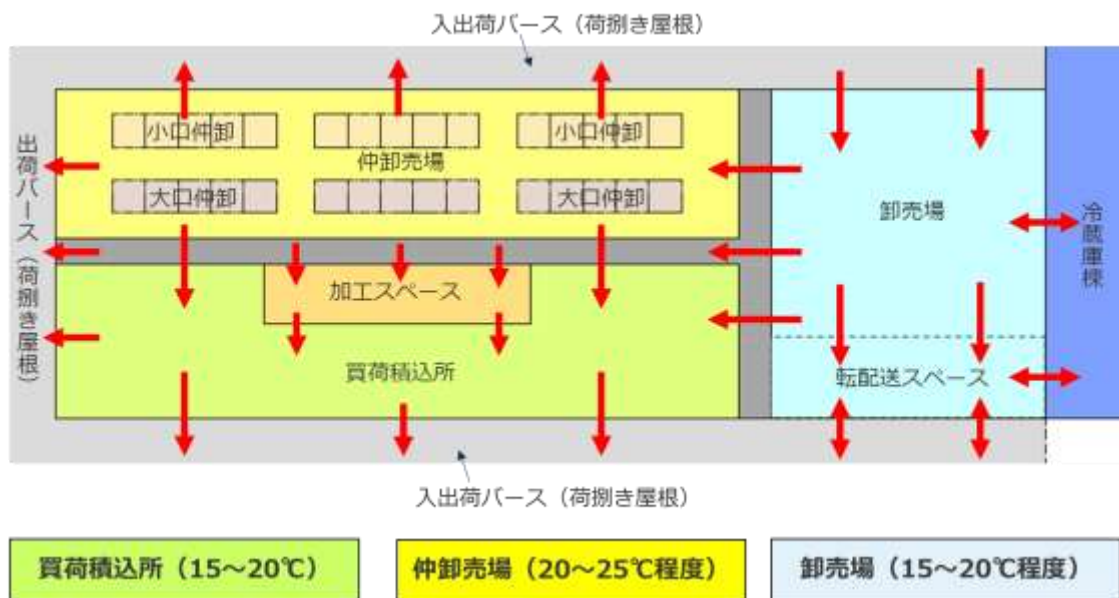 入出荷バース（荷捌き屋根）
小口仲卸
小口仲卸
仲卸売場
大口仲卸
大口仲卸
出荷バース（荷捌き屋根）
卸売場
冷蔵庫棟
加工スペース
買荷積込所
転配送スペース
入出荷バース（荷捌き屋根）
買荷積込所（15～20℃）
仲卸売場（20～25℃程度）
卸売場（15～20℃程度）